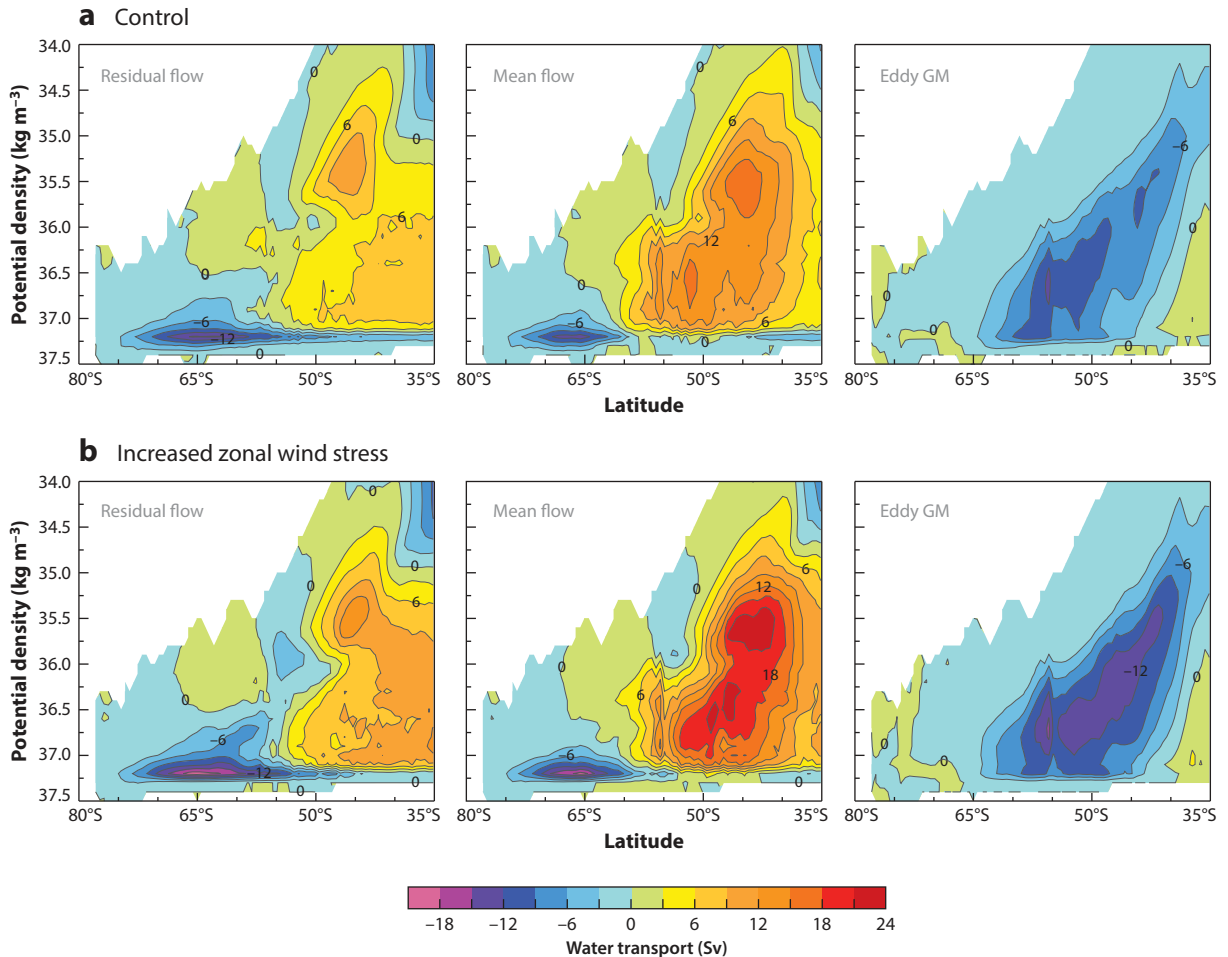 a Control
Residual flow
Mean flow
Eddy GM
Potential density (kg m⁻³)
34.0
34.5
35.0
35.5
36.0
36.5
37.0
37.5
0
6
0
6
0
–6
–12
0
0
6
12
0
–6
6
0
–6
0
0
0
0
80°S 65°S 50°S 35°S
80°S 65°S 50°S 35°S
80°S 65°S 50°S 35°S
Latitude
b Increased zonal wind stress
Residual flow
Mean flow
Eddy GM
Potential density (kg m⁻³)
34.0
34.5
35.0
35.5
36.0
36.5
37.0
37.5
0
0
0
6
0
–6
–12
0
0
0
6
12
0
18
6
–6
0
–6
–12
0
0
0
80°S 65°S 50°S 35°S
80°S 65°S 50°S 35°S
80°S 65°S 50°S 35°S
Latitude
–18 –12 –6 0 6 12 18 24
Water transport (Sv)